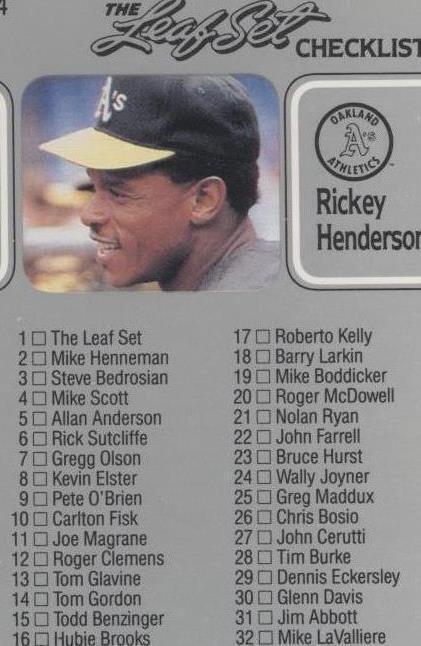 4
THE
Leaf Set
CHECKLIST
A's
OAKLAND
A's
ATHLETICS
TM
Rickey
Henderson
1 □ The Leaf Set
2 □ Mike Henneman
3 □ Steve Bedrosian
4 □ Mike Scott
5 □ Allan Anderson
6 □ Rick Sutcliffe
7 □ Gregg Olson
8 □ Kevin Elster
9 □ Pete O'Brien
10 □ Carlton Fisk
11 □ Joe Magrane
12 □ Roger Clemens
13 □ Tom Glavine
14 □ Tom Gordon
15 □ Todd Benzinger
16 □ Hubie Brooks
17 □ Roberto Kelly
18 □ Barry Larkin
19 □ Mike Boddicker
20 □ Roger McDowell
21 □ Nolan Ryan
22 □ John Farrell
23 □ Bruce Hurst
24 □ Wally Joyner
25 □ Greg Maddux
26 □ Chris Bosio
27 □ John Cerutti
28 □ Tim Burke
29 □ Dennis Eckersley
30 □ Glenn Davis
31 □ Jim Abbott
32 □ Mike LaValliere